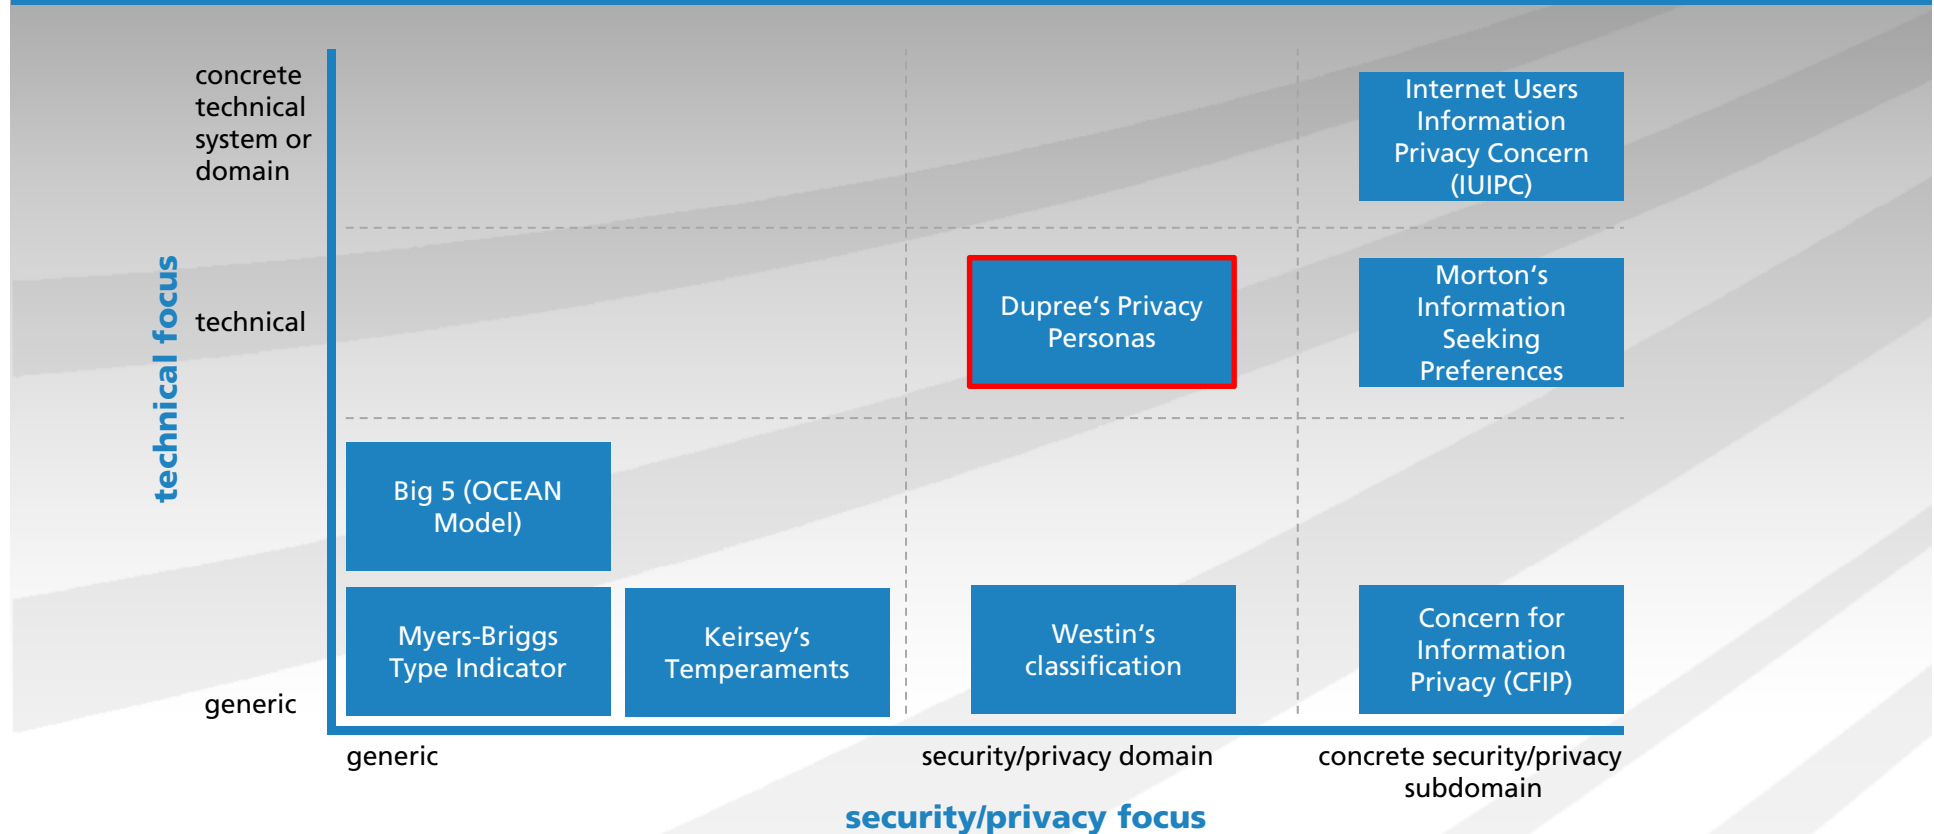 concrete
technical
system or
domain
Internet Users
Information
Privacy Concern
(IUIPC)
technical focus
technical
Dupree‘s Privacy
Personas
Morton‘s
Information
Seeking
Preferences
Big 5 (OCEAN
Model)
Myers-Briggs
Type Indicator
Keirsey‘s
Temperaments
Westin‘s
classification
Concern for
Information
Privacy (CFIP)
generic
generic
security/privacy domain
concrete security/privacy
subdomain
security/privacy focus